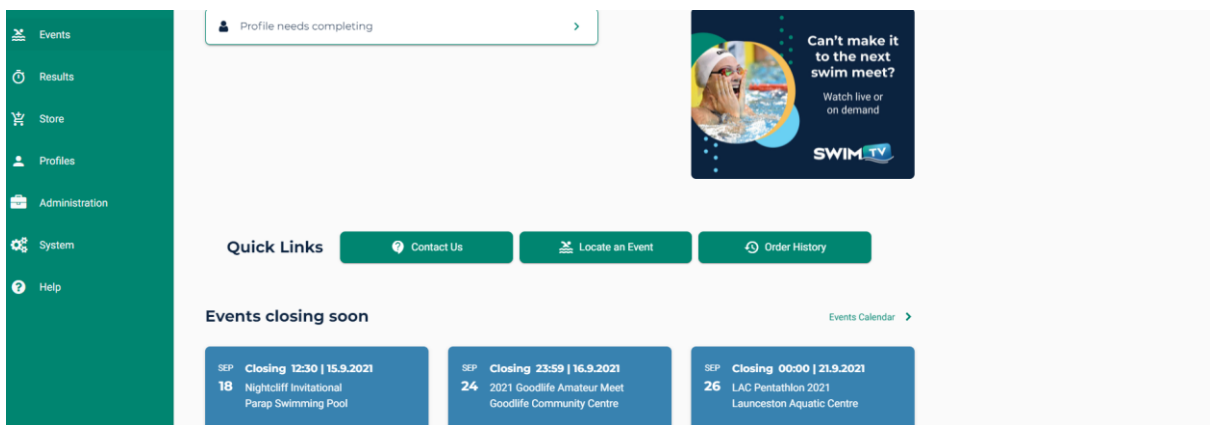 Events
Results
Store
Profiles
Administration
System
Help
Profile needs completing
Can't make it
to the next
swim meet?
Watch live or
on demand
SWIM TV
Quick Links
Contact Us
Locate an Event
Order History
Events closing soon
Events Calendar
SEP
18
Closing 12:30 | 15.9.2021
Nightcliff Invitational
Parap Swimming Pool
SEP
24
Closing 23:59 | 16.9.2021
2021 Goodlife Amateur Meet
Goodlife Community Centre
SEP
26
Closing 00:00 | 21.9.2021
LAC Pentathlon 2021
Launceston Aquatic Centre